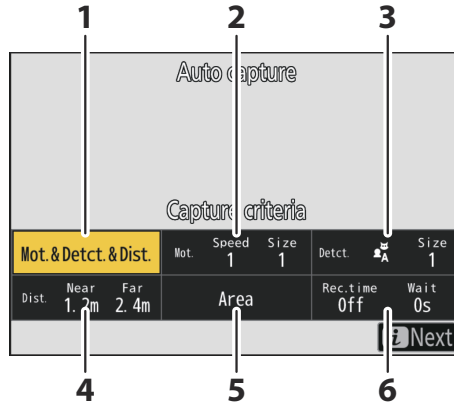 1 2 3
Auto capture
Capture criteria
Mot.&Detct.&Dist.
Mot. Speed 1 Size 1
Detct. A Size 1
Dist. Near 1.2m Far 2.4m
Area
Rec.time Off Wait 0s
i Next
4 5 6